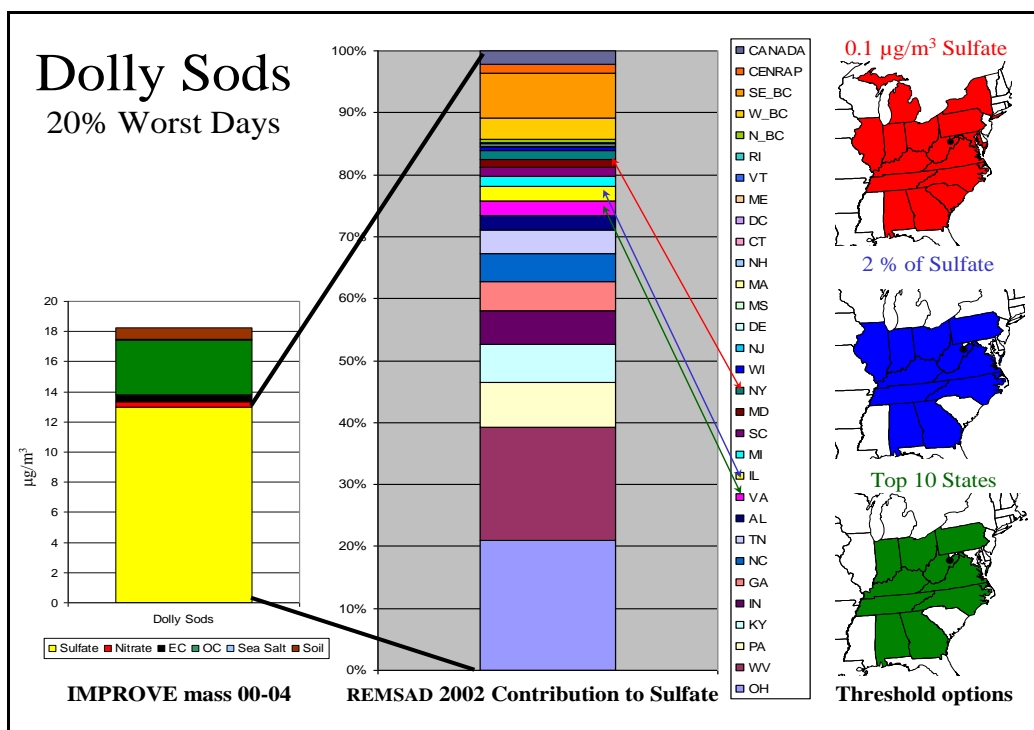 Dolly Sods
20% Worst Days
20
18
16
14
12
10
8
6
4
2
0
µg/m³
Dolly Sods
Sulfate Nitrate EC OC Sea Salt Soil
IMPROVE mass 00-04
100%
90%
80%
70%
60%
50%
40%
30%
20%
10%
0%
REMSAD 2002 Contribution to Sulfate
CANADA
CENRAP
SE_BC
W_BC
N_BC
RI
VT
ME
DC
CT
NH
MA
MS
DE
NJ
WI
NY
MD
SC
MI
IL
VA
AL
TN
NC
GA
IN
KY
PA
WV
OH
0.1 µg/m³ Sulfate
2 % of Sulfate
Top 10 States
Threshold options